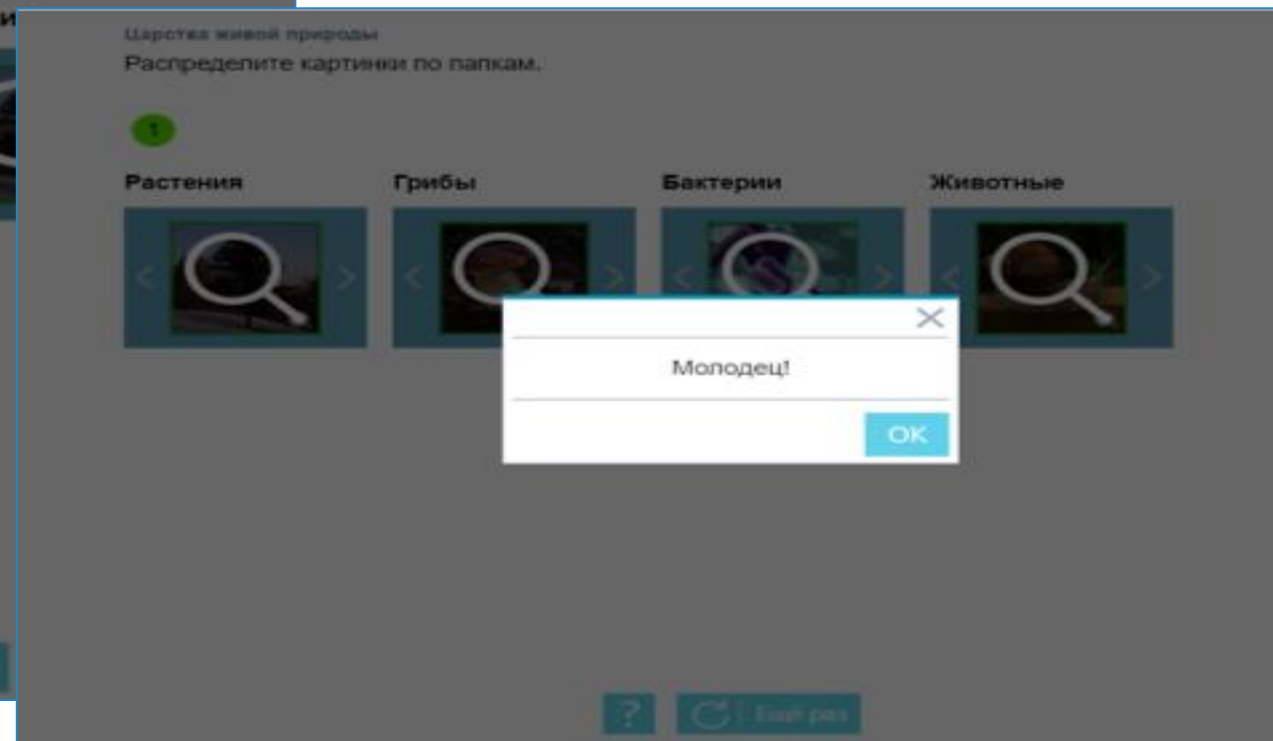 Царства живой природы
Распределите картинки по папкам.
1
Растения Грибы Бактерии Животные
Молодец!
OK
? Ещё раз